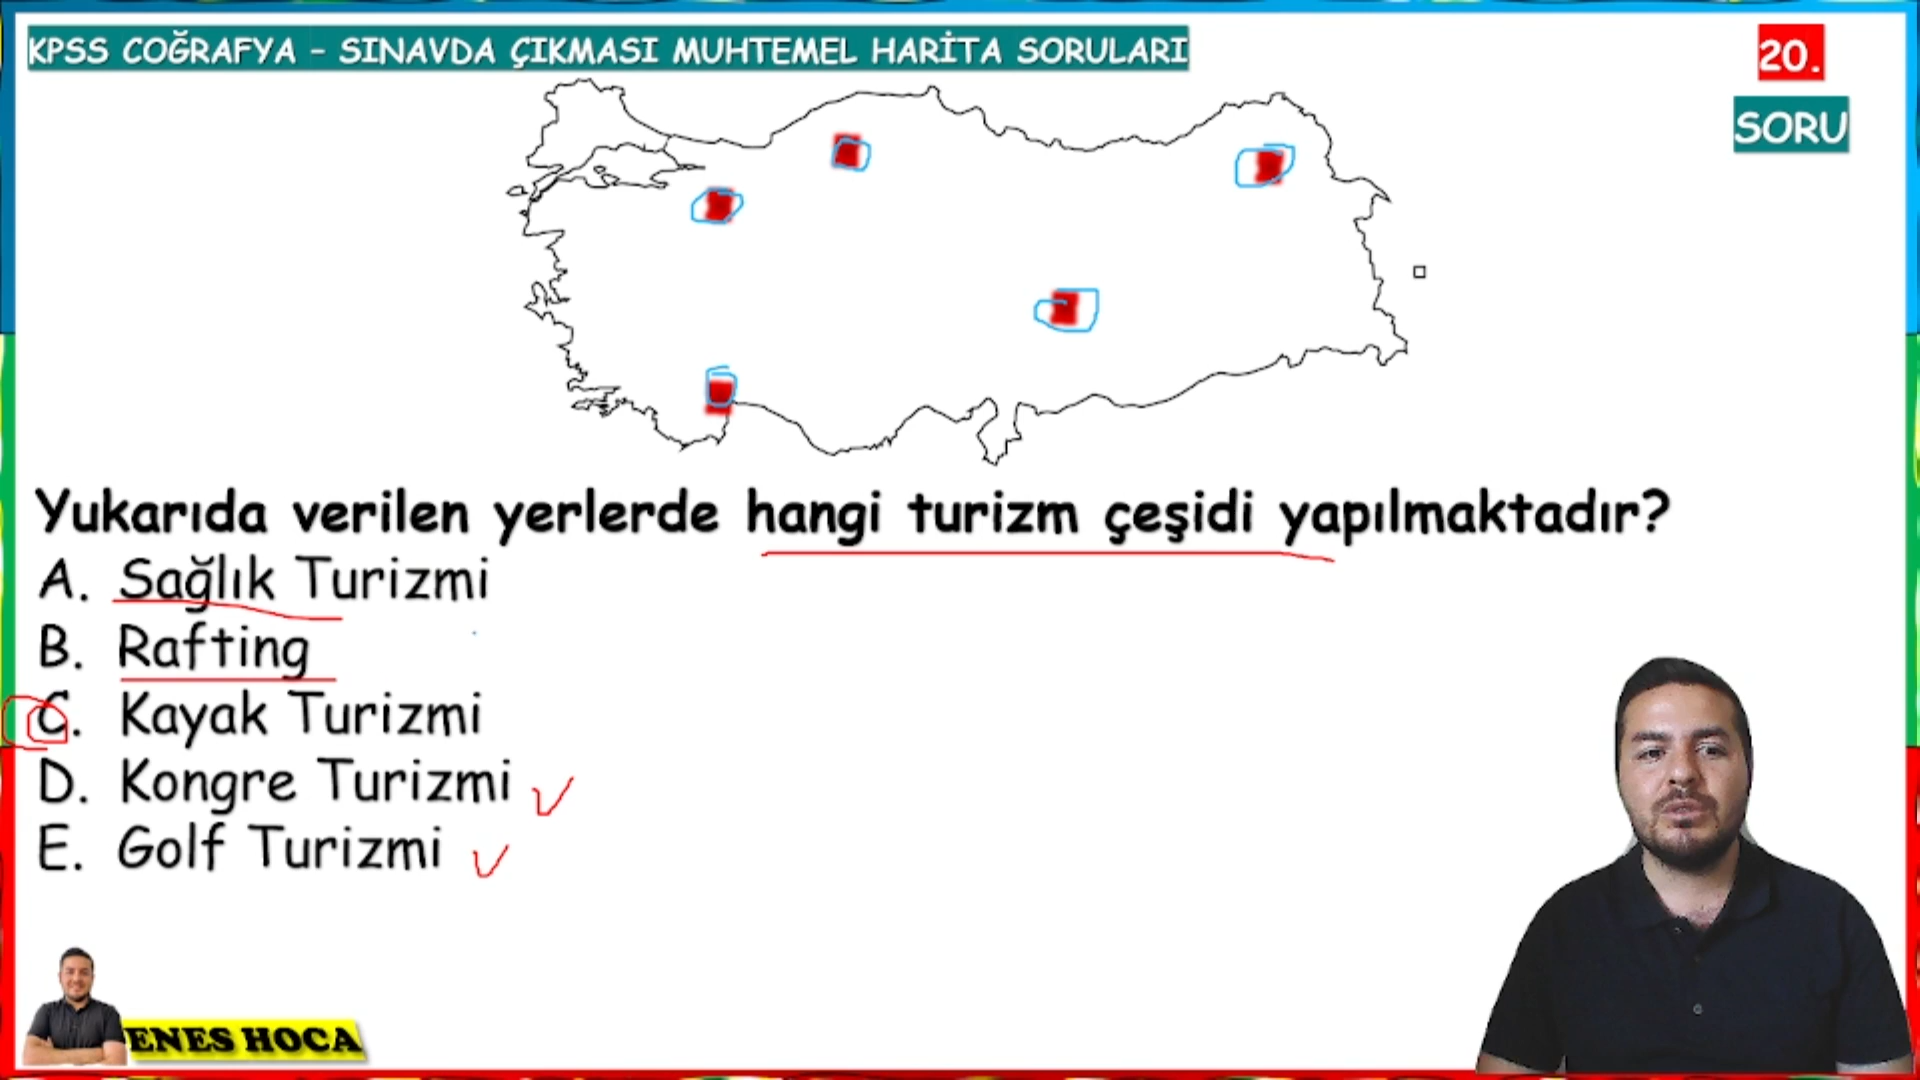 KPSS COĞRAFYA – SINAVDA ÇIKMASI MUHTEMEL HARİTA SORULARI
20.
SORU
Yukarıda verilen yerlerde hangi turizm çeşidi yapılmaktadır?
A. Sağlık Turizmi
B. Rafting
C. Kayak Turizmi
D. Kongre Turizmi
E. Golf Turizmi
ENES HOCA